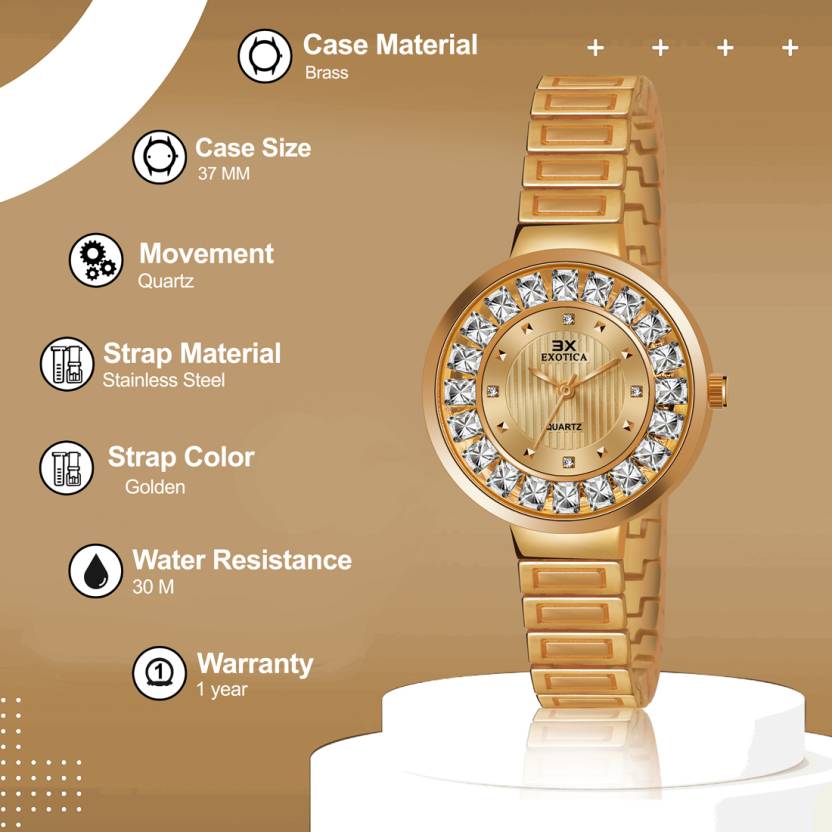 Case Material
Brass
Case Size
37 MM
Movement
Quartz
Strap Material
Stainless Steel
Strap Color
Golden
Water Resistance
30 M
1
Warranty
1 year
EX
EXOTICA
QUARTZ